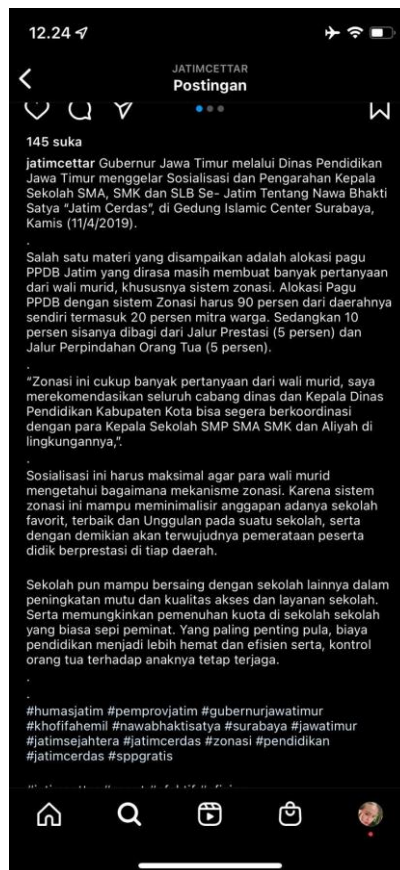 12.24
JATIMCETTAR
Postingan
145 suka
jatimcettar Gubernur Jawa Timur melalui Dinas Pendidikan
Jawa Timur menggelar Sosialisasi dan Pengarahan Kepala
Sekolah SMA, SMK dan SLB Se- Jatim Tentang Nawa Bhakti
Satya “Jatim Cerdas”, di Gedung Islamic Center Surabaya,
Kamis (11/4/2019).
.
Salah satu materi yang disampaikan adalah alokasi pagu
PPDB Jatim yang dirasa masih membuat banyak pertanyaan
dari wali murid, khususnya sistem zonasi. Alokasi Pagu
PPDB dengan sistem Zonasi harus 90 persen dari daerahnya
sendiri termasuk 20 persen mitra warga. Sedangkan 10
persen sisanya dibagi dari Jalur Prestasi (5 persen) dan
Jalur Perpindahan Orang Tua (5 persen).
.
“Zonasi ini cukup banyak pertanyaan dari wali murid, saya
merekomendasikan seluruh cabang dinas dan Kepala Dinas
Pendidikan Kabupaten Kota bisa segera berkoordinasi
dengan para Kepala Sekolah SMP SMA SMK dan Aliyah di
lingkungannya,”.
.
Sosialisasi ini harus maksimal agar para wali murid
mengetahui bagaimana mekanisme zonasi. Karena sistem
zonasi ini mampu meminimalisir anggapan adanya sekolah
favorit, terbaik dan Unggulan pada suatu sekolah, serta
dengan demikian akan terwujudnya pemerataan peserta
didik berprestasi di tiap daerah.
Sekolah pun mampu bersaing dengan sekolah lainnya dalam
peningkatan mutu dan kualitas akses dan layanan sekolah.
Serta memungkinkan pemenuhan kuota di sekolah sekolah
yang biasa sepi peminat. Yang paling penting pula, biaya
pendidikan menjadi lebih hemat dan efisien serta, kontrol
orang tua terhadap anaknya tetap terjaga.
.
.
#humasjatim #pemprovjatim #gubernurjawatimur
#khofifahemil #nawabhaktisatya #surabaya #jawatimur
#jatimsejahtera #jatimcerdas #zonasi #pendidikan
#jatimcerdas #sppgratis